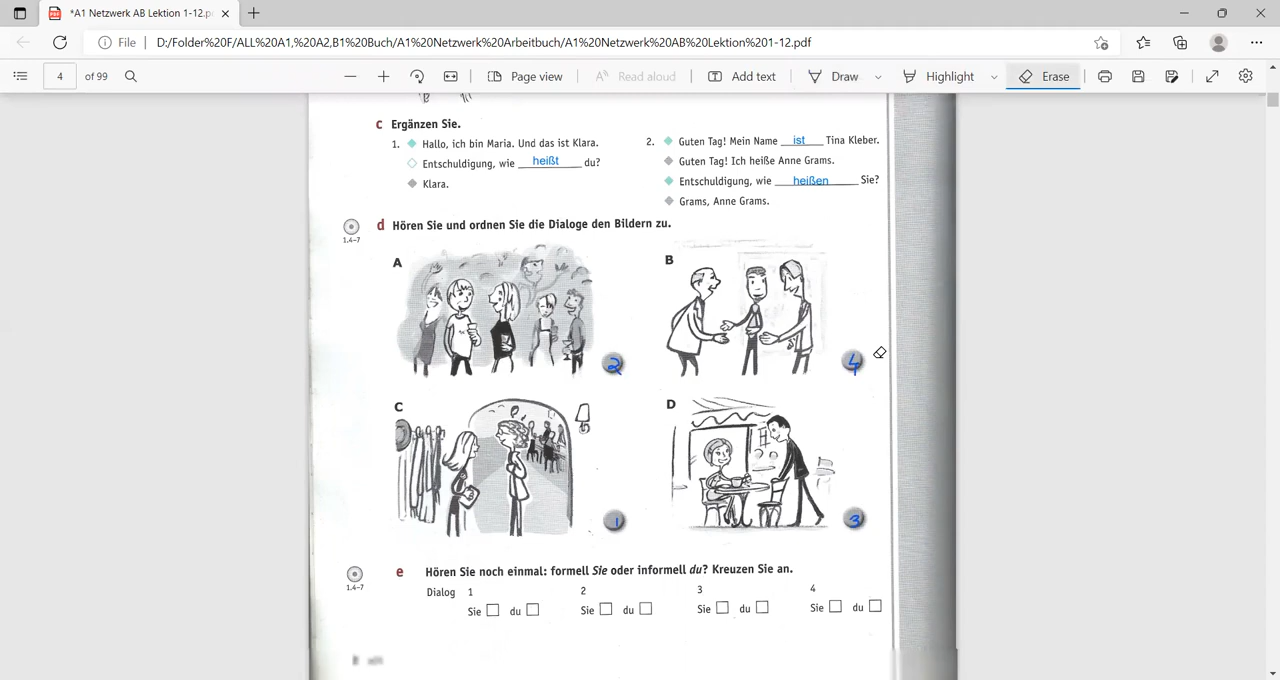 *A1 Netzwerk AB Lektion 1-12.p
File
D:/Folder%20F/ALL%20A1,%20A2,B1%20Buch/A1%20Netzwerk%20Arbeitbuch/A1%20Netzwerk%20AB%20Lektion%201-12.pdf
4 of 99
Page view
Read aloud
Add text
Draw
Highlight
Erase
c Ergänzen Sie.
1. Hallo, ich bin Maria. Und das ist Klara.
Entschuldigung, wie heißt du?
Klara.
2. Guten Tag! Mein Name ist Tina Kleber.
Guten Tag! Ich heiße Anne Grams.
Entschuldigung, wie heißen Sie?
Grams, Anne Grams.
1.4–7
d Hören Sie und ordnen Sie die Dialoge den Bildern zu.
A
2
B
4
C
1
D
3
1.4–7
e Hören Sie noch einmal: formell Sie oder informell du? Kreuzen Sie an.
Dialog 1 2 3 4
Sie du Sie du Sie du Sie du